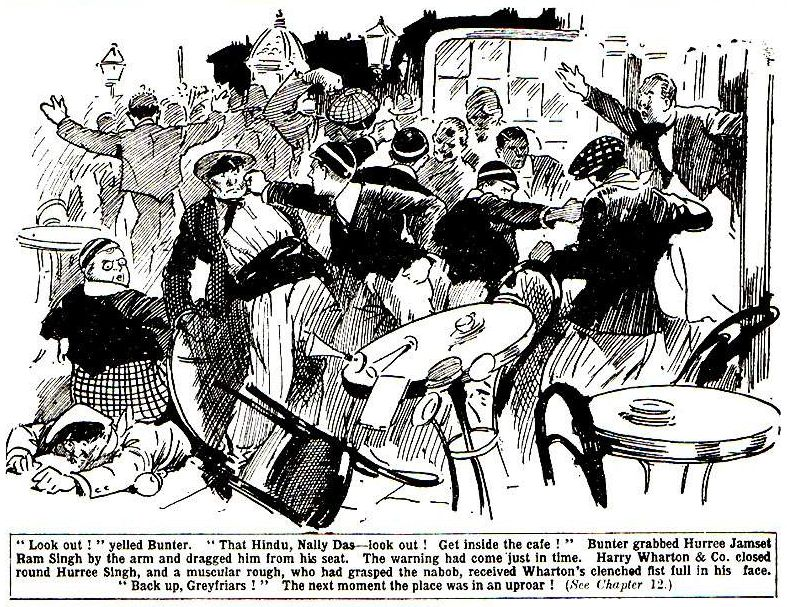 " Look out ! " yelled Bunter. " That Hindu, Nally Das—look out ! Get inside the cafe ! " Bunter grabbed Hurree Jamset
Ram Singh by the arm and dragged him from his seat. The warning had come just in time. Harry Wharton & Co. closed
round Hurree Singh, and a muscular rough, who had grasped the nabob, received Wharton's clenched fist full in his face.
" Back up, Greyfriars ! " The next moment the place was in an uproar ! (See Chapter 12.)